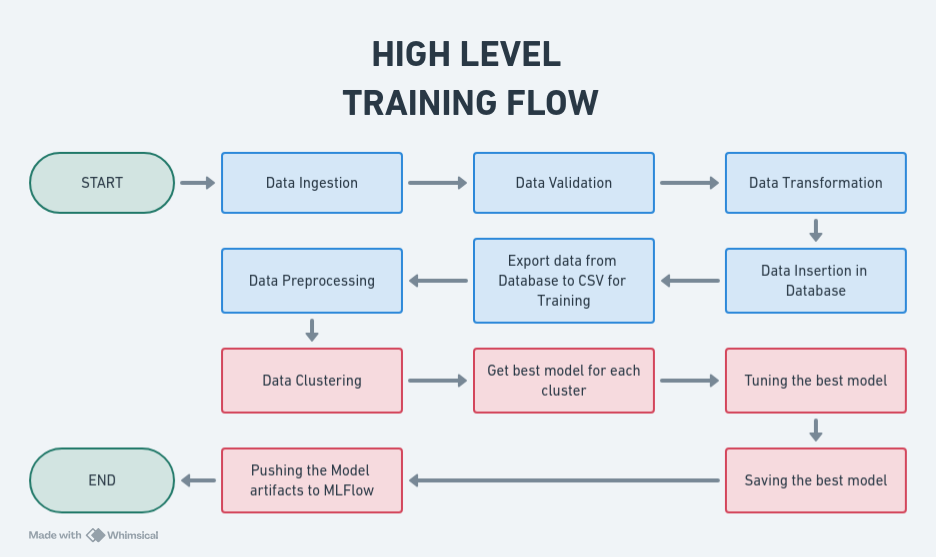 HIGH LEVEL
TRAINING FLOW
START
Data Ingestion
Data Validation
Data Transformation
Data Insertion in
Database
Export data from
Database to CSV for
Training
Data Preprocessing
Data Clustering
Get best model for each
cluster
Tuning the best model
Saving the best model
Pushing the Model
artifacts to MLFlow
END
Made with Whimsical